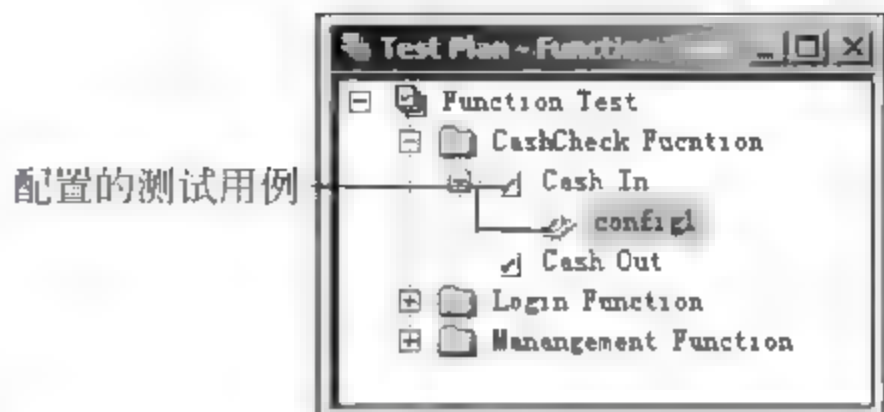 Test Plan - Function
Function Test
CashCheck Fucntion
配置的测试用例
Cash In
config1
Cash Out
Login Function
Manangement Function